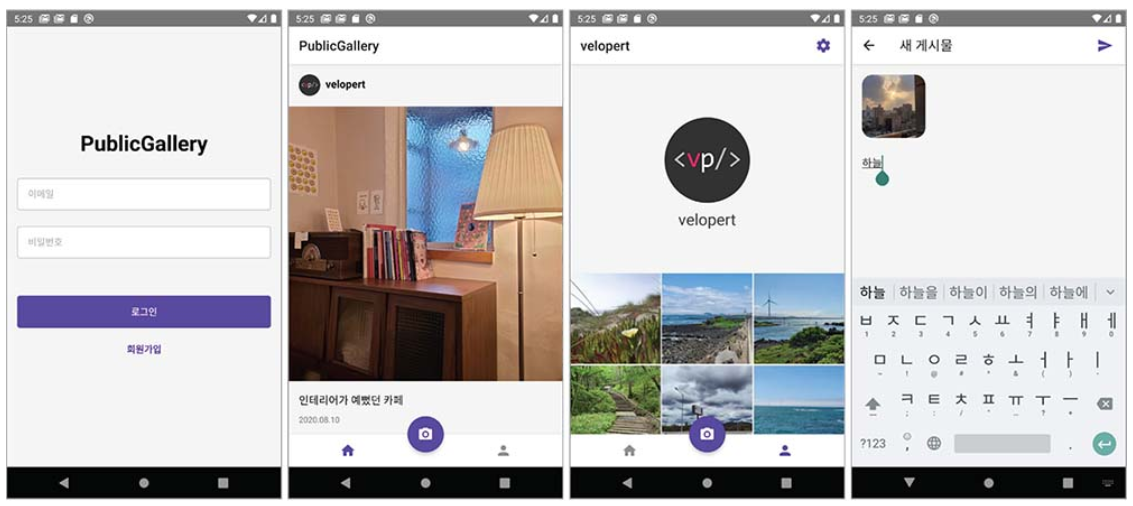 5:25
PublicGallery
이메일
비밀번호
로그인
회원가입
5:25
PublicGallery
<vp/> velopert
인테리어가 예뻤던 카페
2020.08.10
5:25
velopert
<vp/>
velopert
5:25
새 게시물
하늘
하늘 하늘을 하늘이 하늘의 하늘에
ㅂ ㅈ ㄷ ㄱ ㅅ ㅛ ㅕ ㅑ ㅐ ㅔ
1 2 3 4 5 6 7 8 9 0
ㅁ ㄴ ㅇ ㄹ ㅎ ㅗ ㅓ ㅏ ㅣ
~ ! @ # & ( )
ㅋ ㅌ ㅊ ㅍ ㅠ ㅜ ㅡ
?123 , .